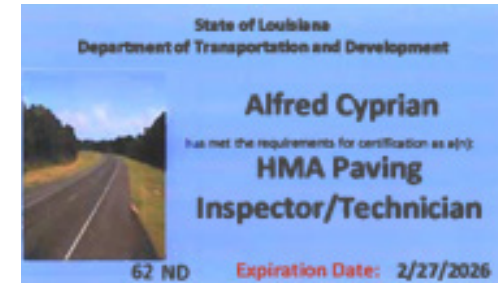 State of Louisiana
Department of Transportation and Development
Alfred Cyprian
has met the requirements for certification as a(n):
HMA Paving
Inspector/Technician
62 ND
Expiration Date: 2/27/2026